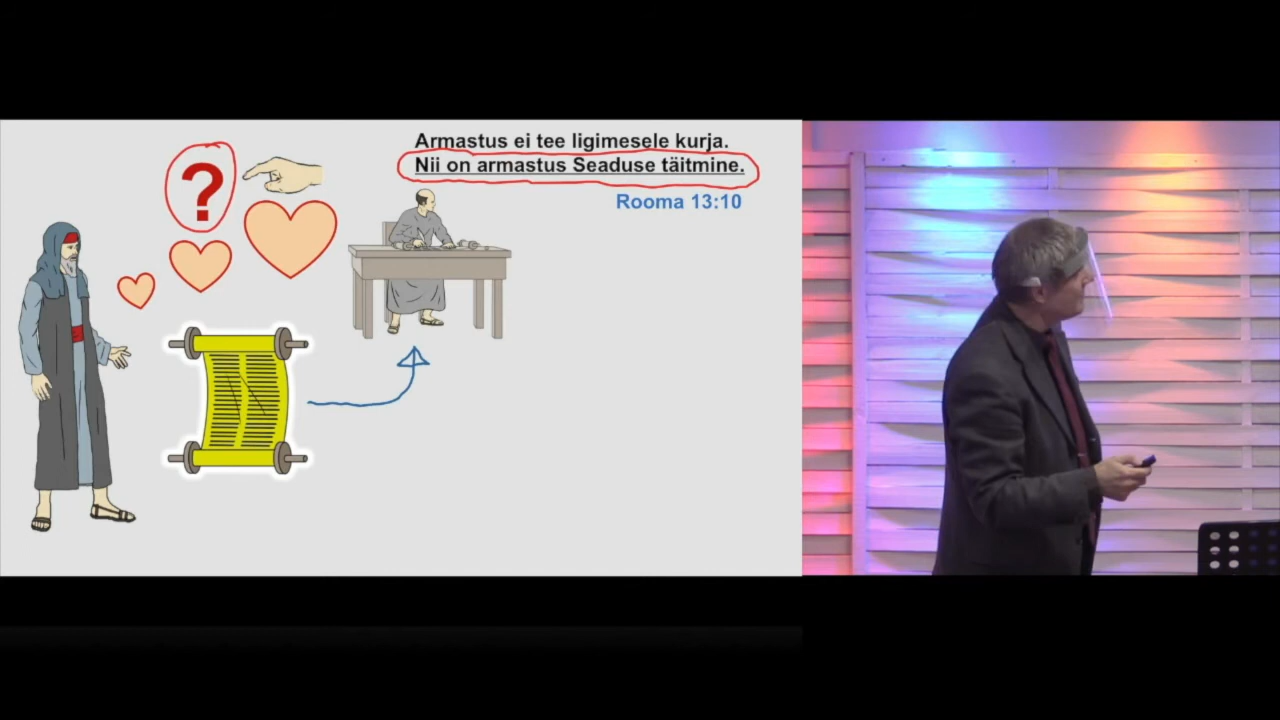 Armastus ei tee ligimesele kurja.
Nii on armastus Seaduse täitmine.
Rooma 13:10
?